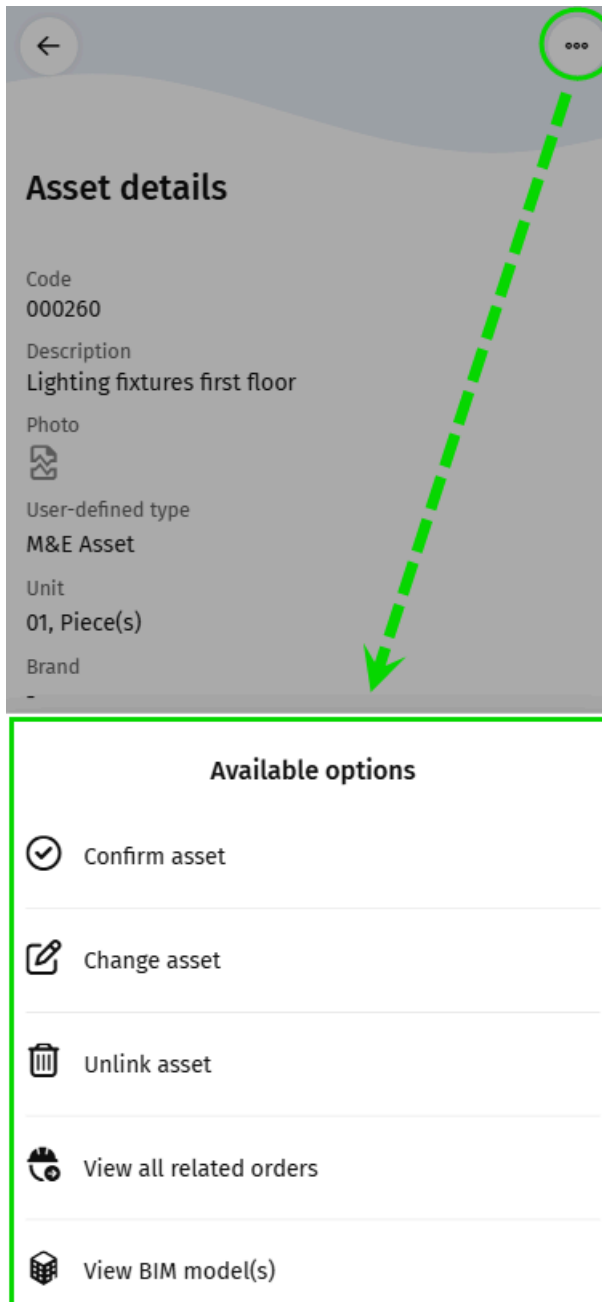 Asset details
Code
000260
Description
Lighting fixtures first floor
Photo
User-defined type
M&E Asset
Unit
01, Piece(s)
Brand
-
Available options
Confirm asset
Change asset
Unlink asset
View all related orders
View BIM model(s)